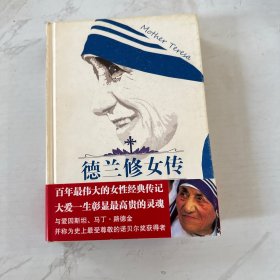 Mother Teresa
德兰修女传
百年最伟大的女性经典传记
大爱一生彰显最高贵的灵魂
与爱因斯坦、马丁·路德金
并称为史上最受尊敬的诺贝尔奖获得者